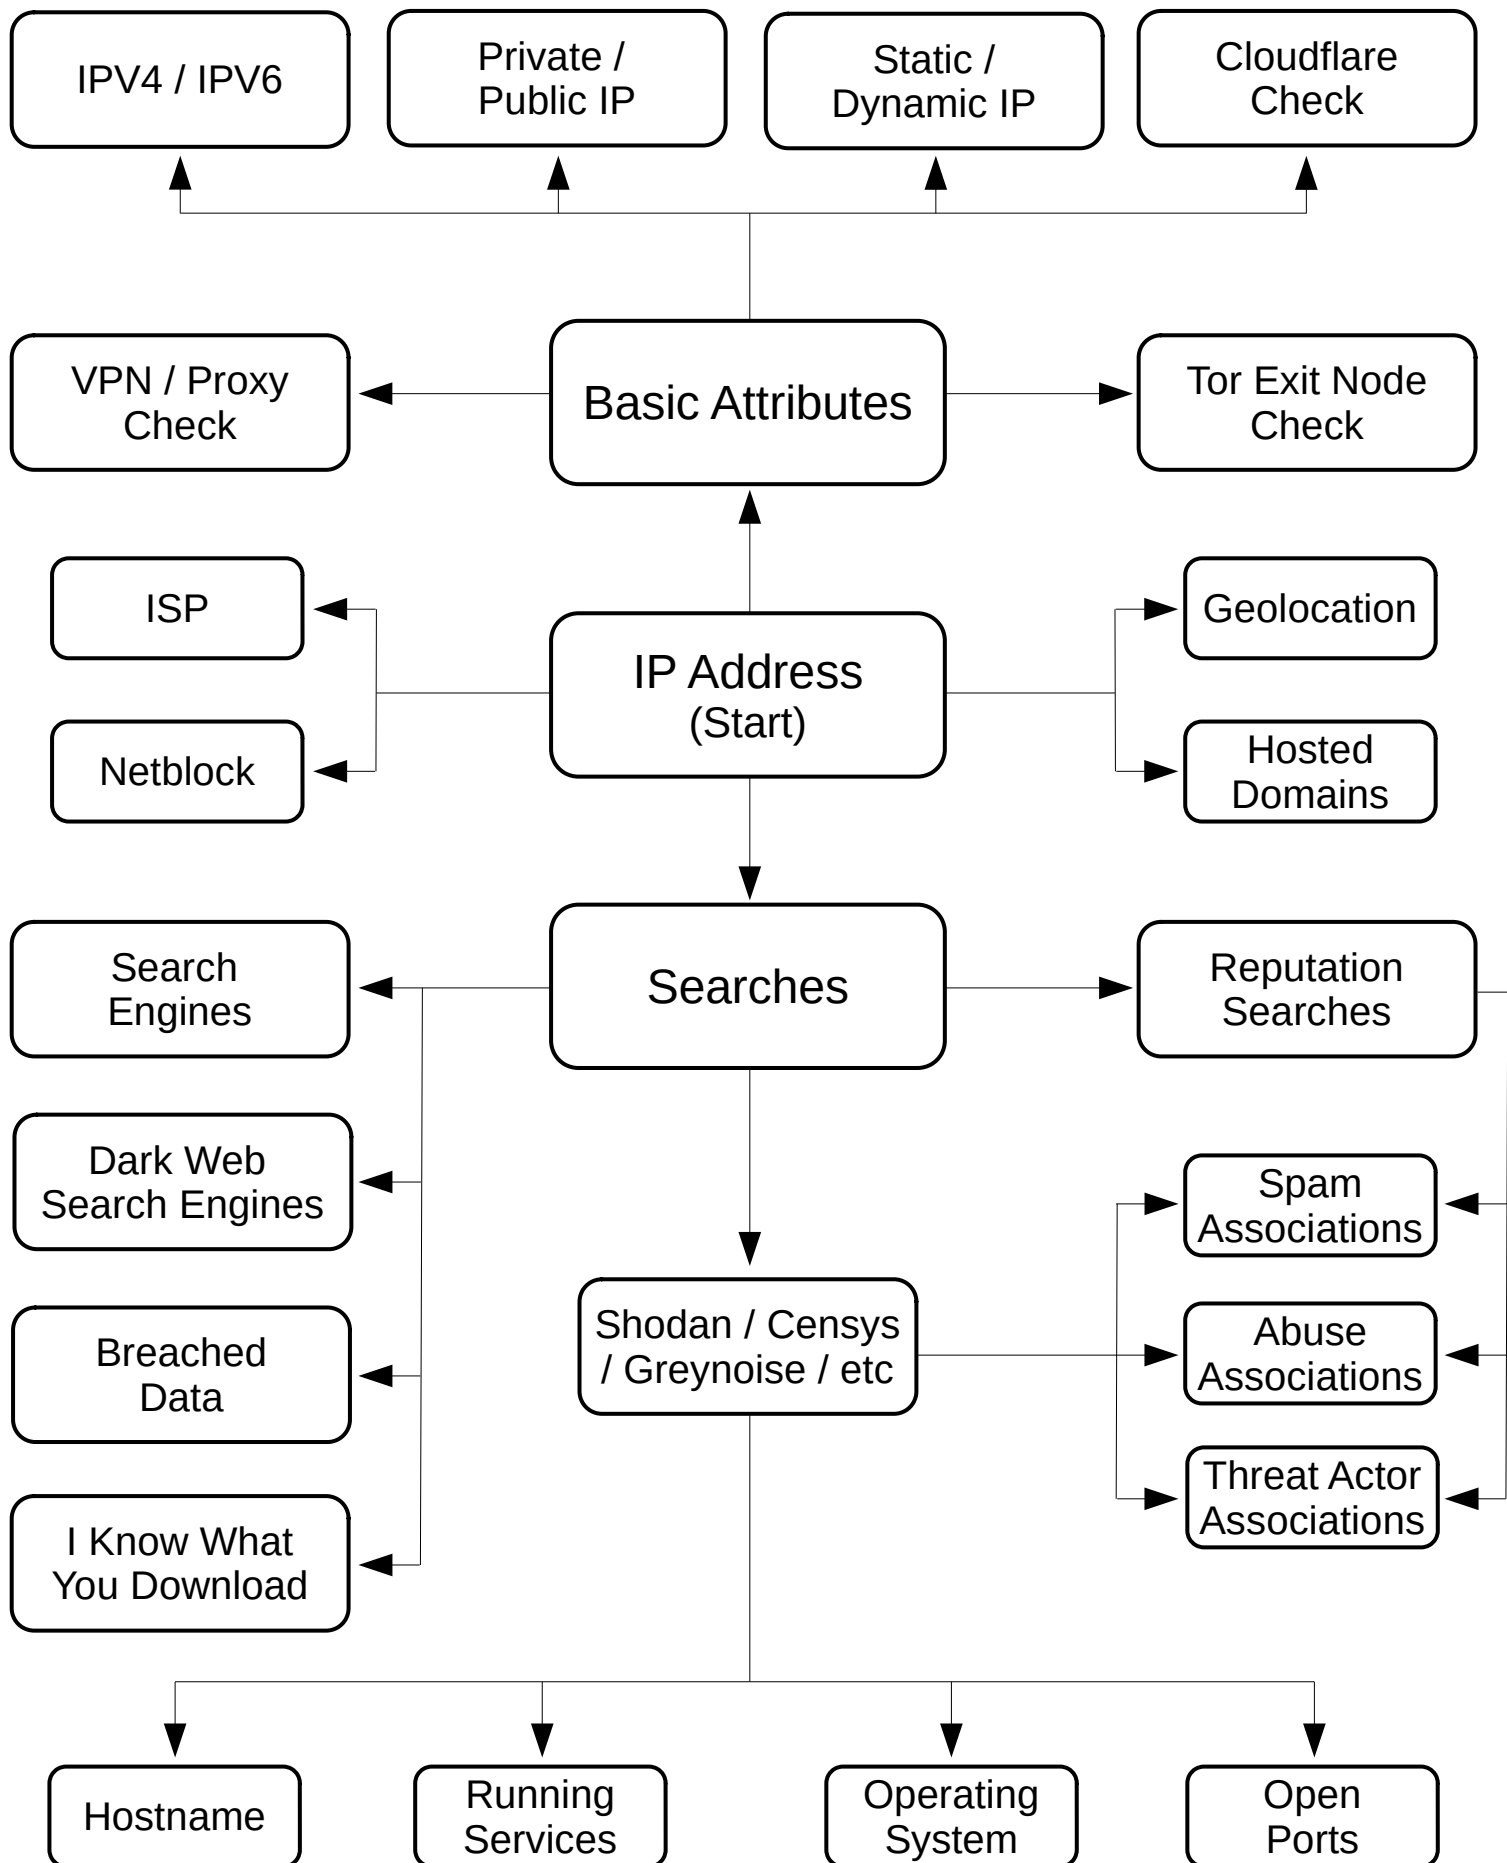 IPV4 / IPV6
Private /
Public IP
Static /
Dynamic IP
Cloudflare
Check
VPN / Proxy
Check
Basic Attributes
Tor Exit Node
Check
ISP
Netblock
IP Address
(Start)
Geolocation
Hosted
Domains
Search
Engines
Searches
Reputation
Searches
Dark Web
Search Engines
Breached
Data
I Know What
You Download
Shodan / Censys
/ Greynoise / etc
Spam
Associations
Abuse
Associations
Threat Actor
Associations
Hostname
Running
Services
Operating
System
Open
Ports